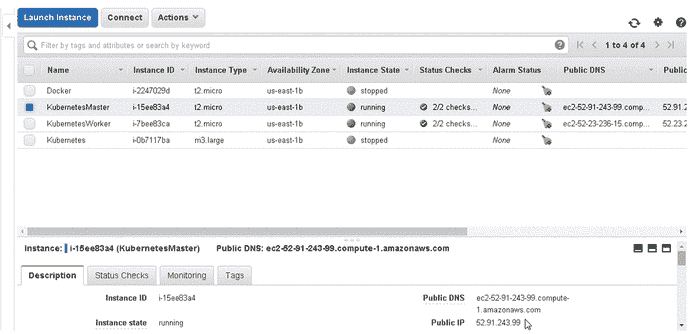 Launch Instance Connect Actions
Filter by tags and attributes or search by keyword 1 to 4 of 4
Name Instance ID Instance Type Availability Zone Instance State Status Checks Alarm Status Public DNS Public
Docker i-2247029d t2.micro us-east-1b stopped None
KubernetesMaster i-15ee83a4 t2.micro us-east-1b running 2/2 checks... None ec2-52-91-243-99.comp... 52.91.
KubernetesWorker i-7bee83ca t2.micro us-east-1b running 2/2 checks... None ec2-52-23-236-15.comp... 52.23.2
Kubernetes i-0b7117ba m3.large us-east-1b stopped None
Instance: i-15ee83a4 (KubernetesMaster) Public DNS: ec2-52-91-243-99.compute-1.amazonaws.com
Description Status Checks Monitoring Tags
Instance ID i-15ee83a4 Public DNS ec2-52-91-243-99.compute-
1.amazonaws.com
Instance state running Public IP 52.91.243.99